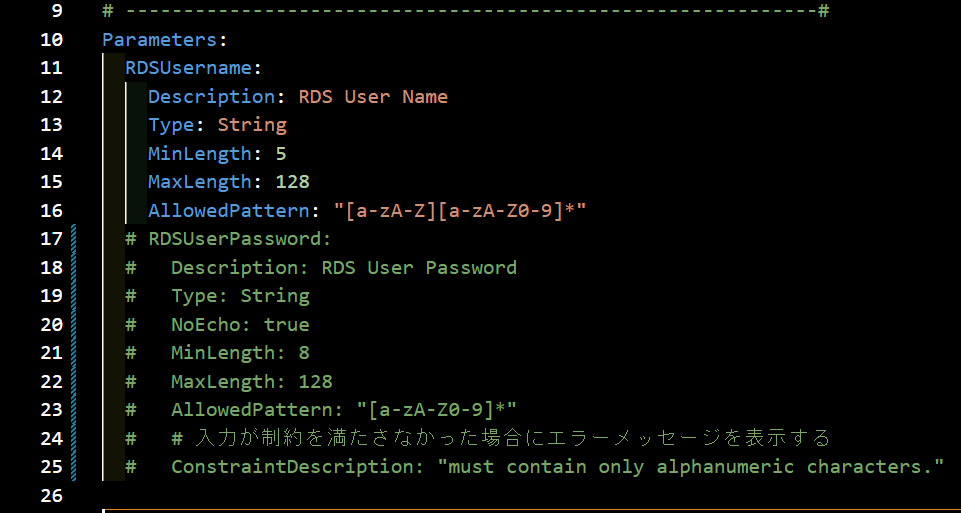 9 # ------------------------------------------------------------#
10 Parameters:
11   RDSUsername:
12     Description: RDS User Name
13     Type: String
14     MinLength: 5
15     MaxLength: 128
16     AllowedPattern: "[a-zA-Z][a-zA-Z0-9]*"
17   # RDSUserPassword:
18   #   Description: RDS User Password
19   #   Type: String
20   #   NoEcho: true
21   #   MinLength: 8
22   #   MaxLength: 128
23   #   AllowedPattern: "[a-zA-Z0-9]*"
24   #   # 入力が制約を満たさなかった場合にエラーメッセージを表示する
25   #   ConstraintDescription: "must contain only alphanumeric characters."
26